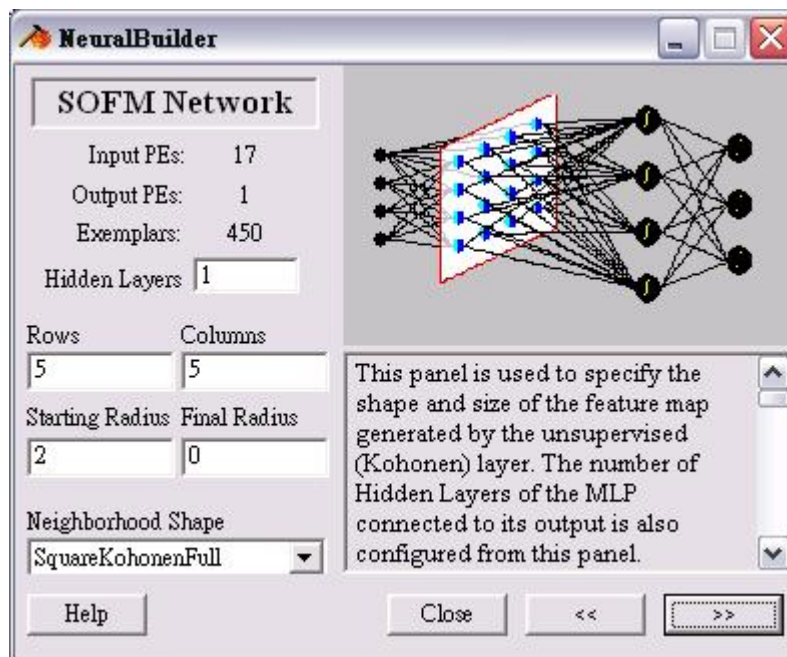 NeuralBuilder
SOFM Network
Input PEs: 17
Output PEs: 1
Exemplars: 450
Hidden Layers 1
Rows Columns
5 5
Starting Radius Final Radius
2 0
Neighborhood Shape
SquareKohonenFull
This panel is used to specify the
shape and size of the feature map
generated by the unsupervised
(Kohonen) layer. The number of
Hidden Layers of the MLP
connected to its output is also
configured from this panel.
Help Close << >>